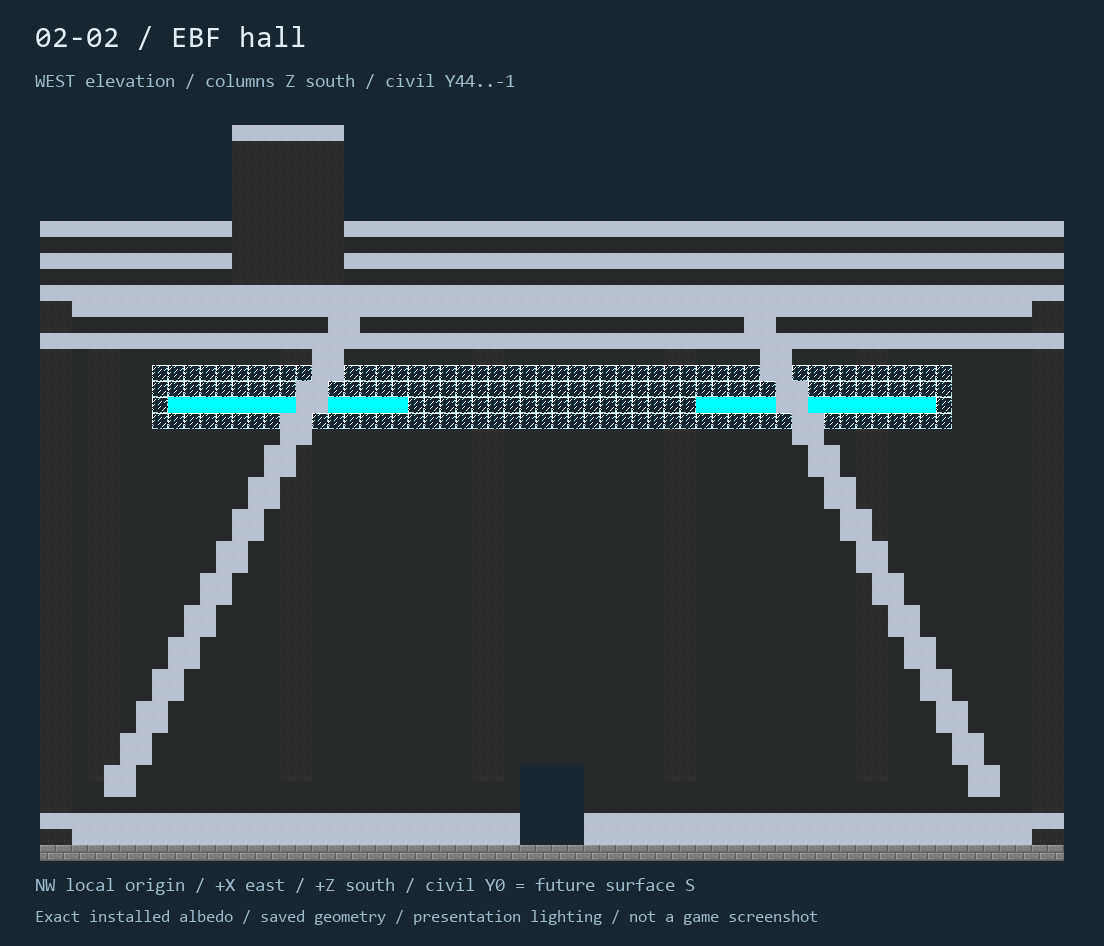 02-02 / EBF hall
WEST elevation / columns Z south / civil Y44..-1
NW local origin / +X east / +Z south / civil Y0 = future surface S
Exact installed albedo / saved geometry / presentation lighting / not a game screenshot